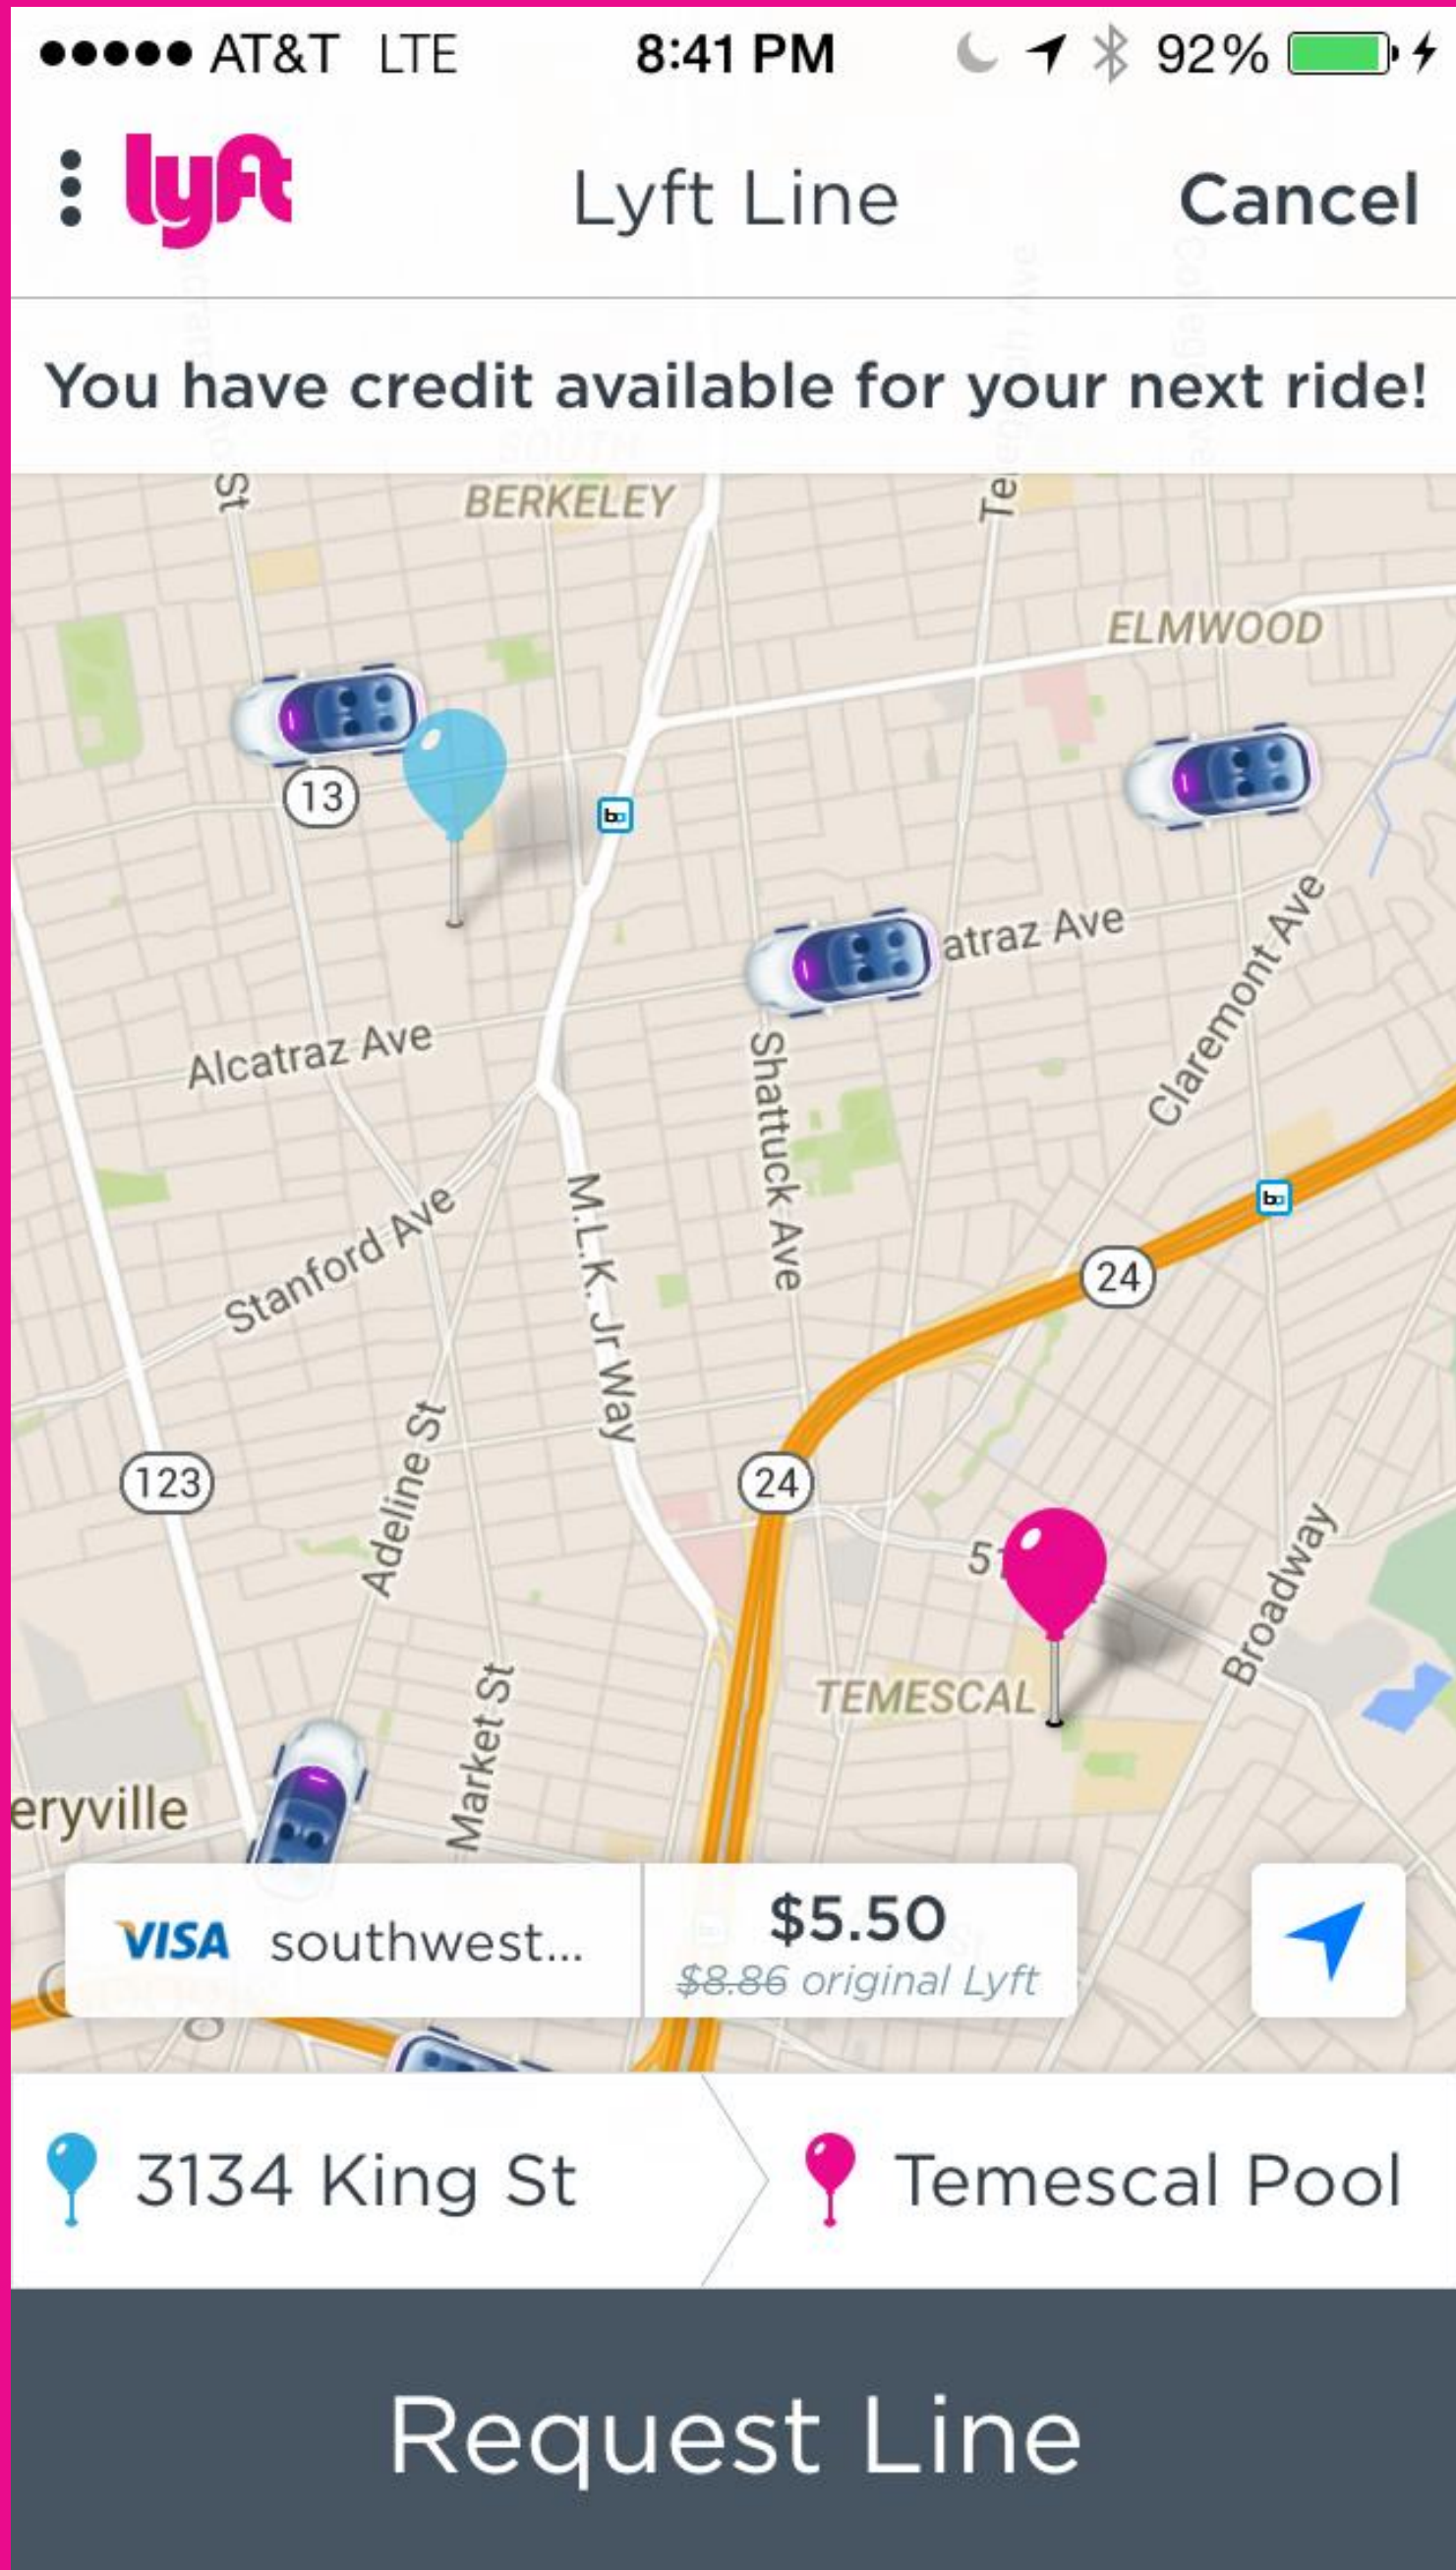 AT&T LTE 8:41 PM 92%
lyft Lyft Line Cancel
You have credit available for your next ride!
SOUTH
BERKELEY
St
Te
ELMWOOD
13
atraz Ave
Alcatraz Ave
Claremont Ave
Shattuck Ave
Stanford Ave
M.L.K. Jr Way
24
Adeline St
123
24
Broadway
TEMESCAL
Market St
eryville
VISA southwest...
$5.50
$8.86 original Lyft
3134 King St
Temescal Pool
Request Line